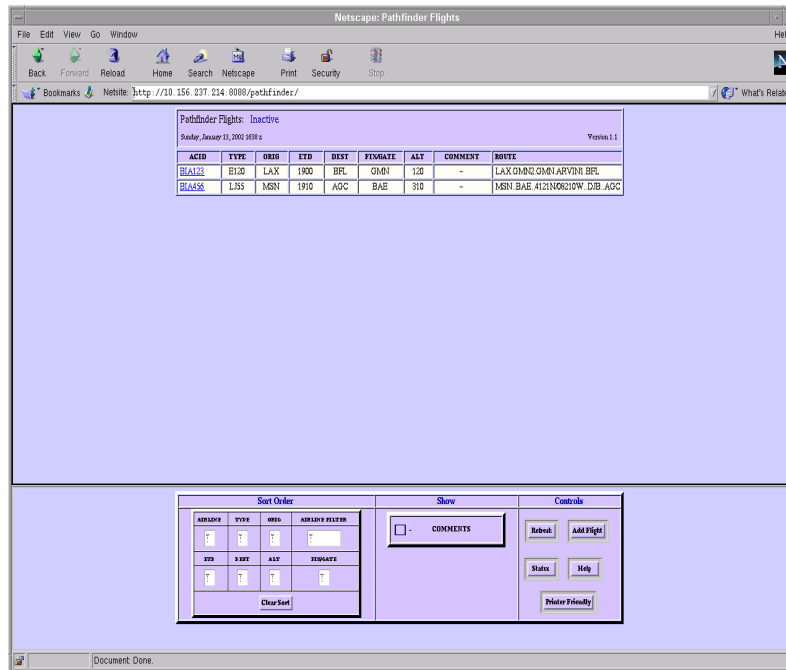 Netscape: Pathfinder Flights
File Edit View Go Window Hel
Back Forward Reload Home Search Netscape Print Security Stop
Bookmarks Netsite: http://10.156.237.214:8088/pathfinder/ What's Relate
Pathfinder Flights: Inactive
Sunday, January 13, 2002 1638 z Version 1.1
ACID TYPE ORIG ETD DEST FIX/GATE ALT COMMENT ROUTE
BIA123 E120 LAX 1900 BFL GMN 120 - LAX.GMN2.GMN.ARVIN1.BFL
BIA456 LJ55 MSN 1910 AGC BAE 310 - MSN..BAE..4121N/08210W..DJB..AGC
Sort Order Show Controls
AIRLINE TYPE ORIG AIRLINE FILTER
- COMMENTS
Refresh Add Flight
ETD DEST ALT FIX/GATE
Status Help
Clear Sort
Printer Friendly
Document: Done.